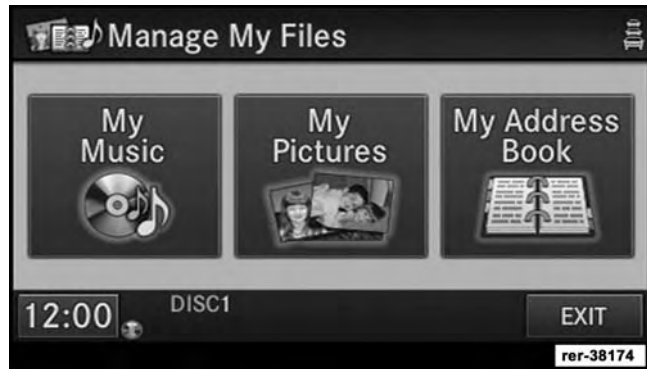 Manage My Files
My
Music
My
Pictures
My Address
Book
12:00
DISC1
EXIT
rer-38174